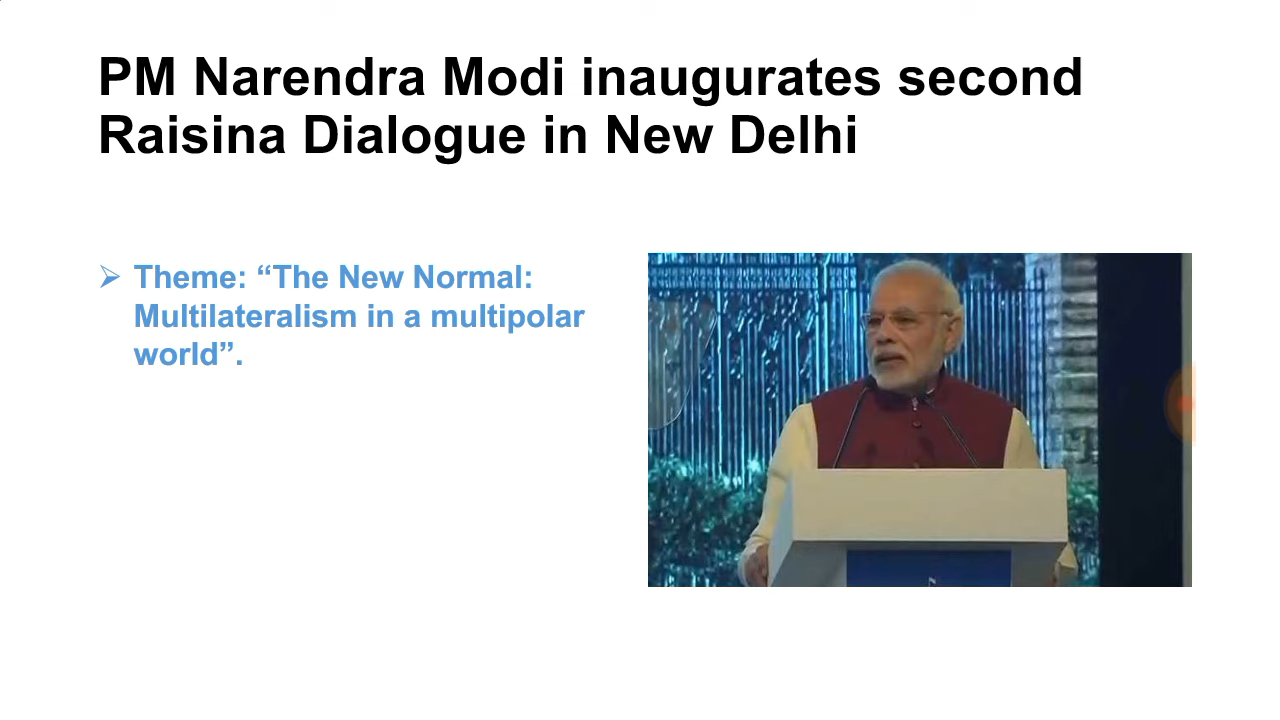 PM Narendra Modi inaugurates second
Raisina Dialogue in New Delhi
Theme: “The New Normal:
Multilateralism in a multipolar
world”.